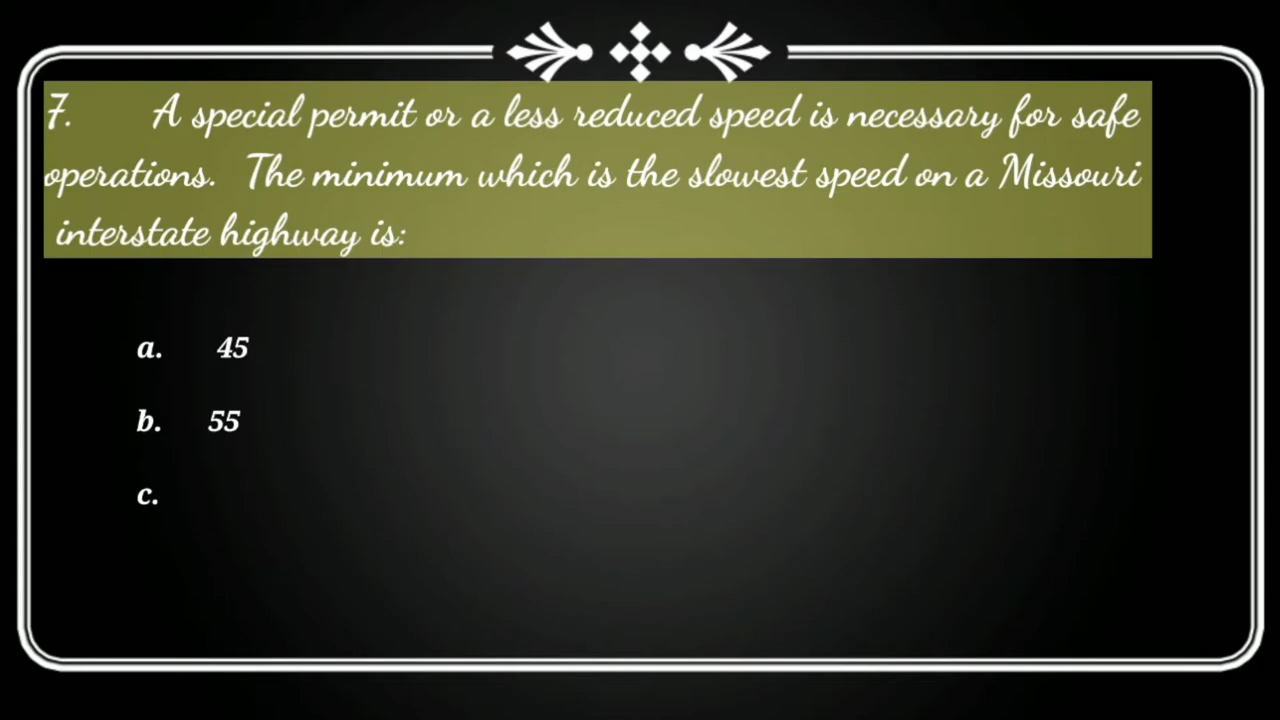 7. A special permit or a less reduced speed is necessary for safe
operations. The minimum which is the slowest speed on a Missouri
interstate highway is:
a. 45
b. 55
c.